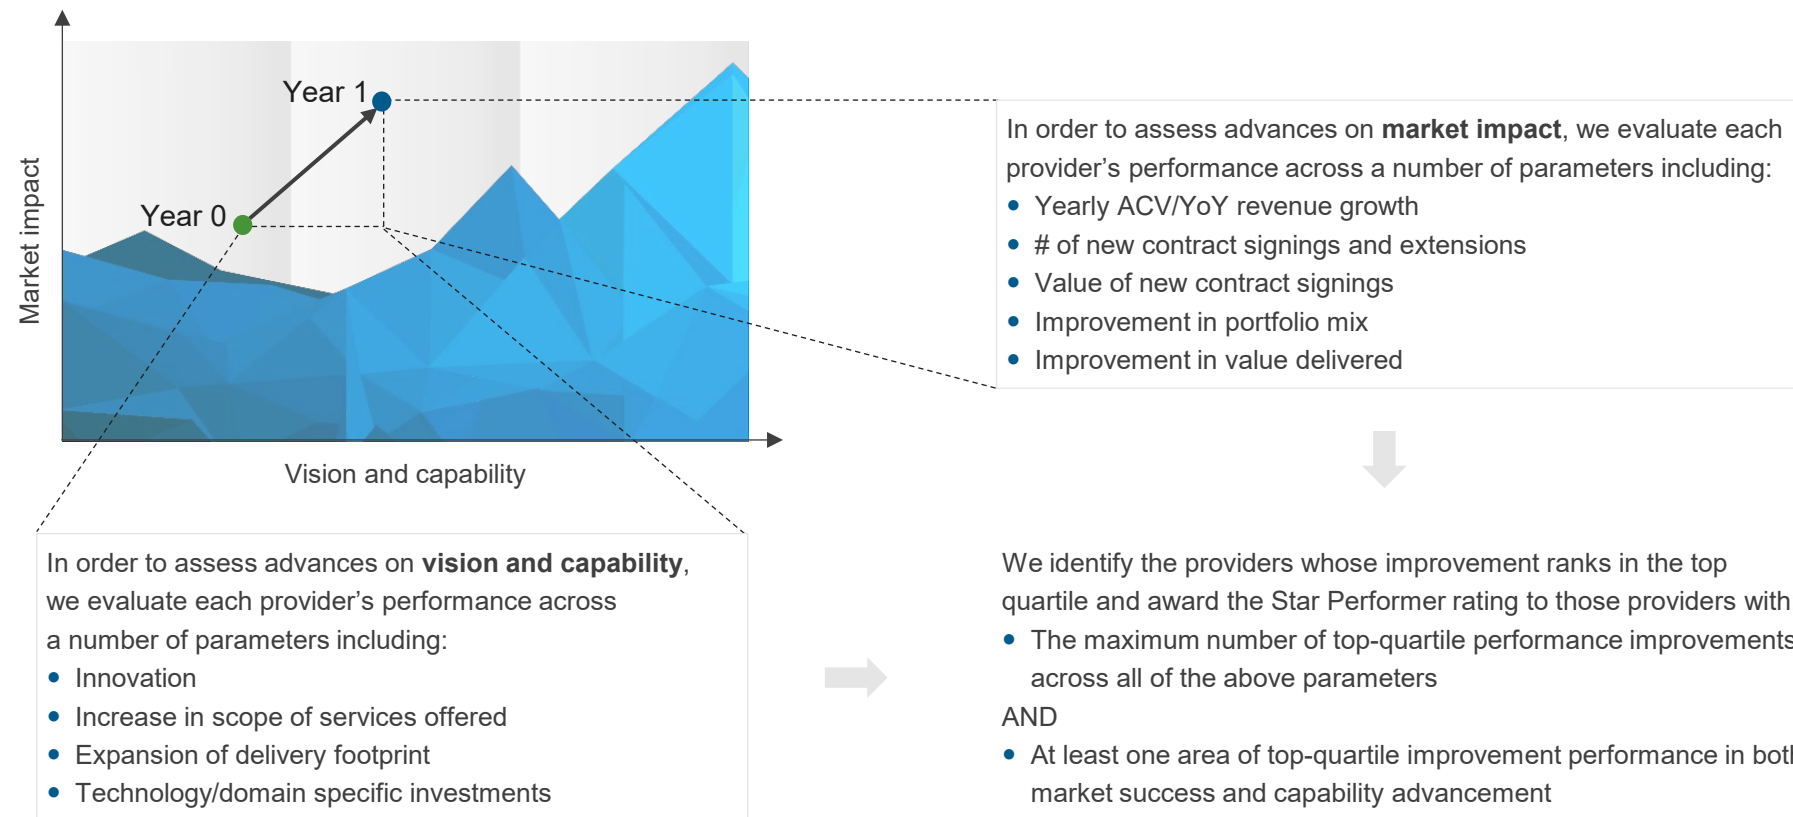 Year 1
Year 0
Market impact
Vision and capability
In order to assess advances on market impact, we evaluate each
provider’s performance across a number of parameters including:
• Yearly ACV/YoY revenue growth
• # of new contract signings and extensions
• Value of new contract signings
• Improvement in portfolio mix
• Improvement in value delivered
In order to assess advances on vision and capability,
we evaluate each provider’s performance across
a number of parameters including:
• Innovation
• Increase in scope of services offered
• Expansion of delivery footprint
• Technology/domain specific investments
We identify the providers whose improvement ranks in the top
quartile and award the Star Performer rating to those providers with
• The maximum number of top-quartile performance improvements
across all of the above parameters
AND
• At least one area of top-quartile improvement performance in both
market success and capability advancement